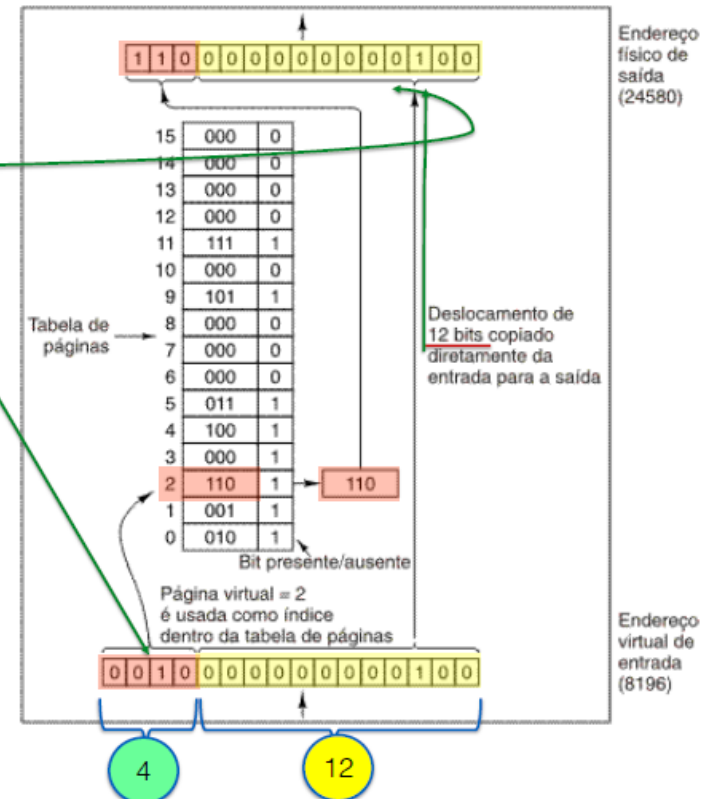 1 1 0 0 0 0 0 0 0 0 0 0 1 0 0
Endereço
físico de
saída
(24580)
15 000 0
14 000 0
13 000 0
12 000 0
11 111 1
10 000 0
9 101 1
8 000 0
7 000 0
6 000 0
5 011 1
4 100 1
3 000 1
2 110 1 110
1 001 1
0 010 1
Tabela de
páginas
Deslocamento de
12 bits copiado
diretamente da
entrada para a saída
Bit presente/ausente
Página virtual = 2
é usada como índice
dentro da tabela de páginas
0 0 1 0 0 0 0 0 0 0 0 0 0 1 0 0
Endereço
virtual de
entrada
(8196)
4
12